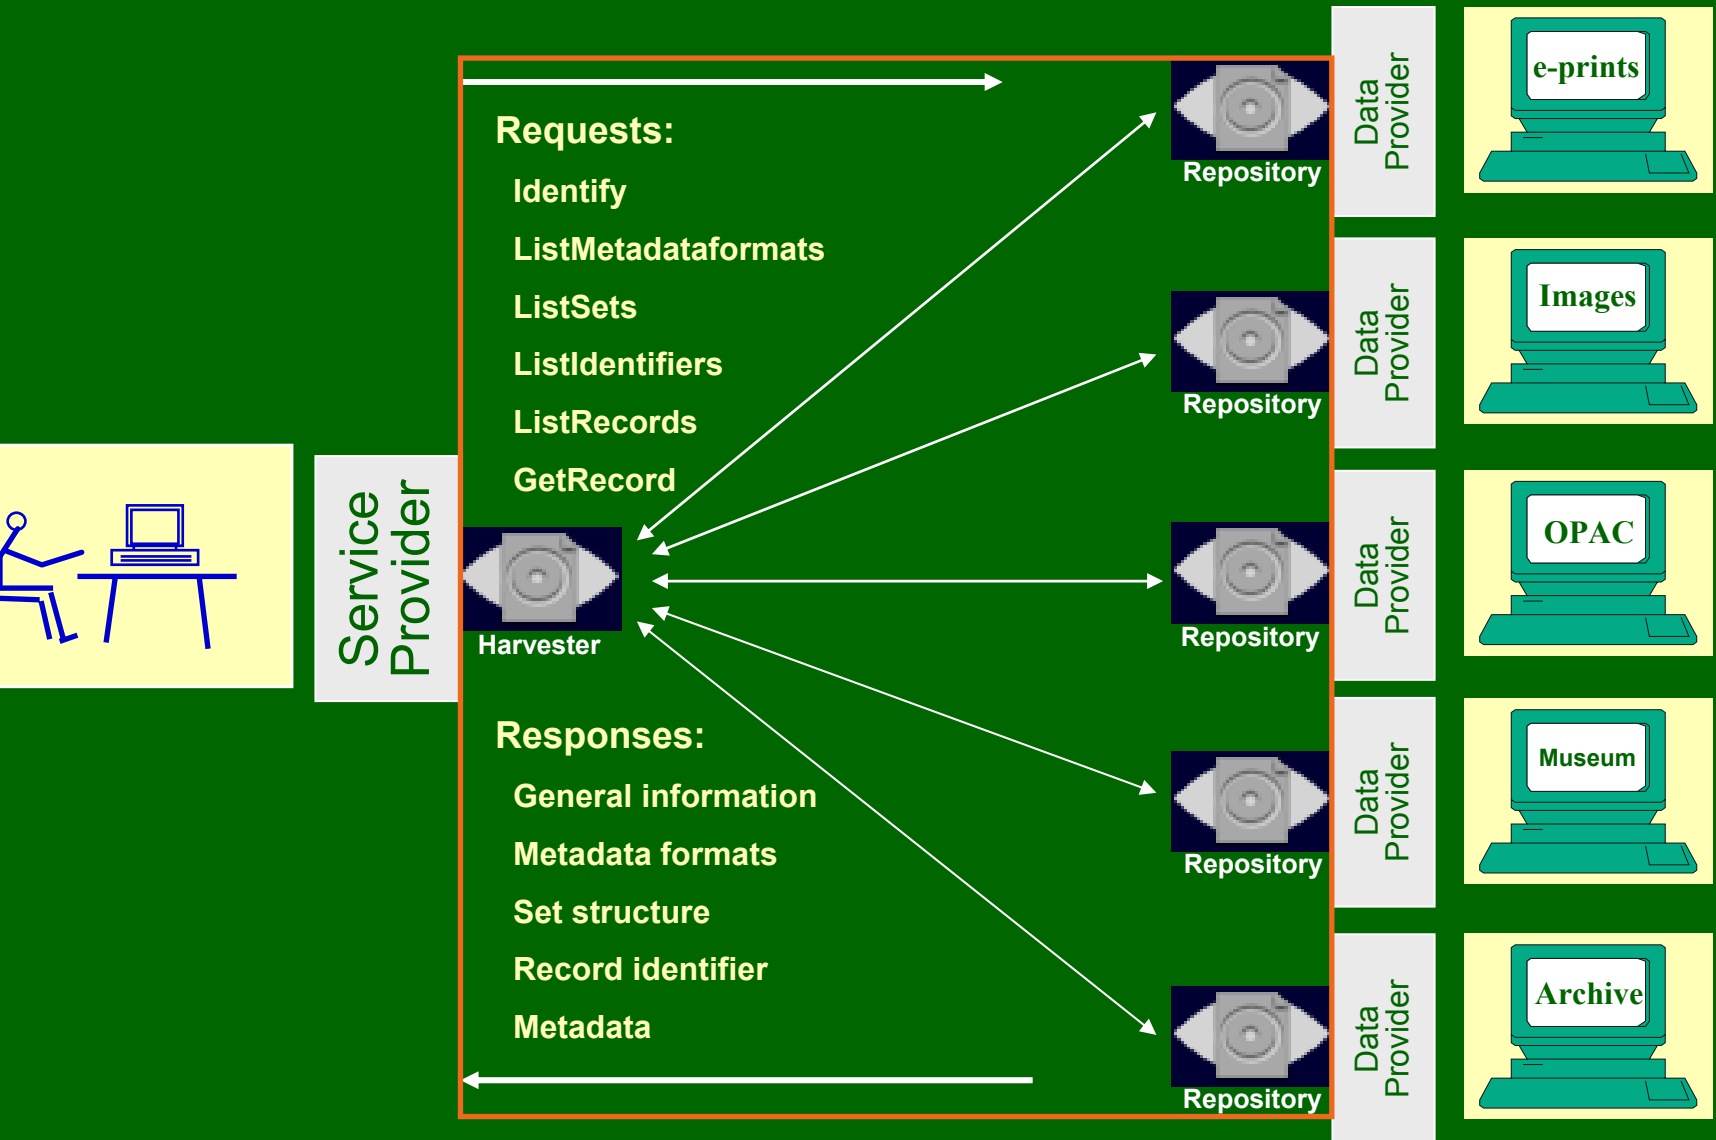 Service
Provider
Requests:
Identify
ListMetadataformats
ListSets
ListIdentifiers
ListRecords
GetRecord
Harvester
Responses:
General information
Metadata formats
Set structure
Record identifier
Metadata
Repository
Data
Provider
e-prints
Repository
Data
Provider
Images
Repository
Data
Provider
OPAC
Repository
Data
Provider
Museum
Repository
Data
Provider
Archive